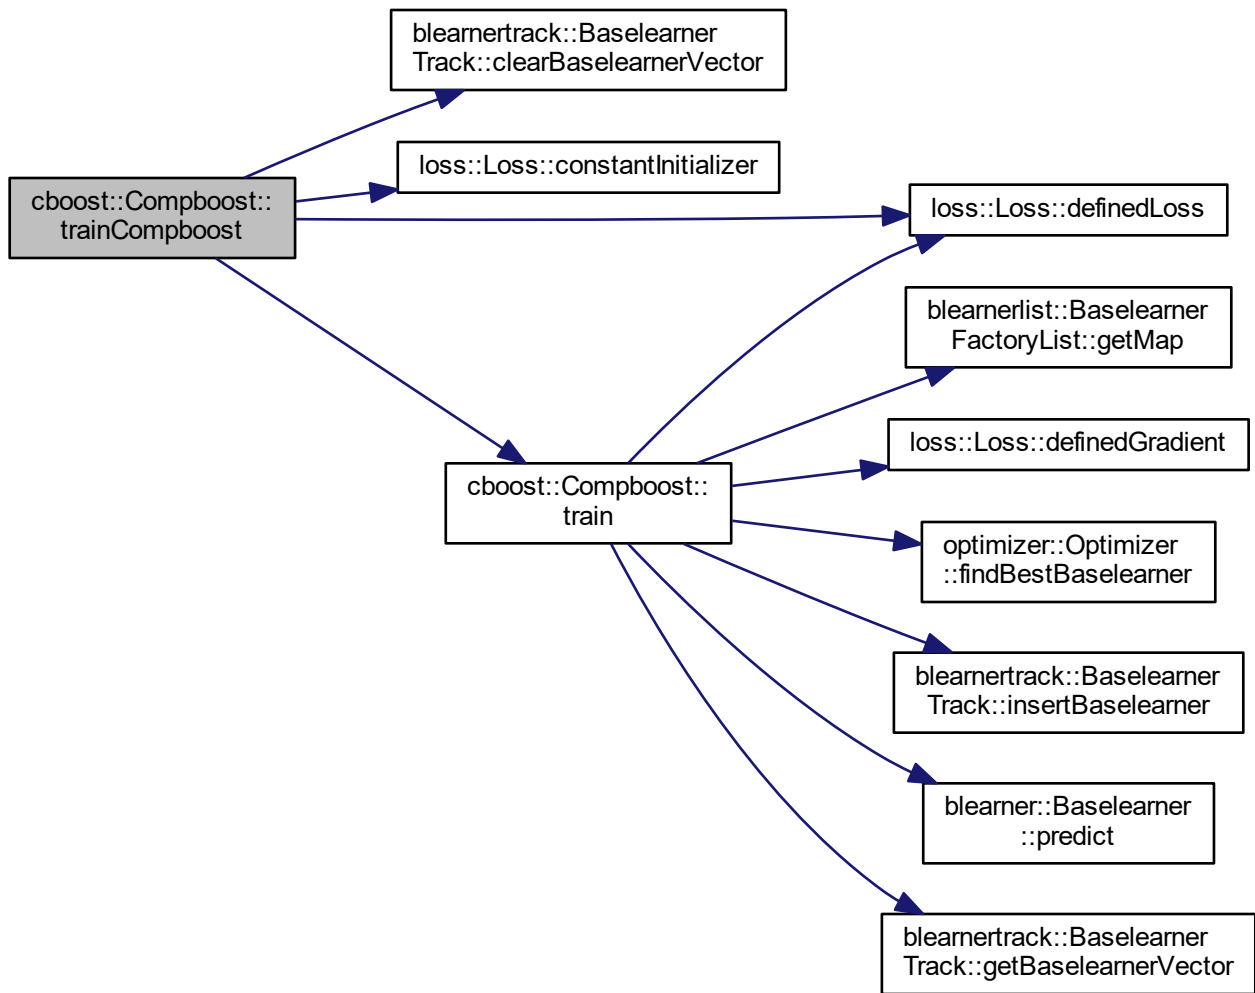 blearnertrack::Baselearner
Track::clearBaselearnerVector
loss::Loss::constantInitializer
cboost::Compboost::
trainCompboost
loss::Loss::definedLoss
blearnerlist::Baselearner
FactoryList::getMap
loss::Loss::definedGradient
cboost::Compboost::
train
optimizer::Optimizer
::findBestBaselearner
blearnertrack::Baselearner
Track::insertBaselearner
blearner::Baselearner
::predict
blearnertrack::Baselearner
Track::getBaselearnerVector